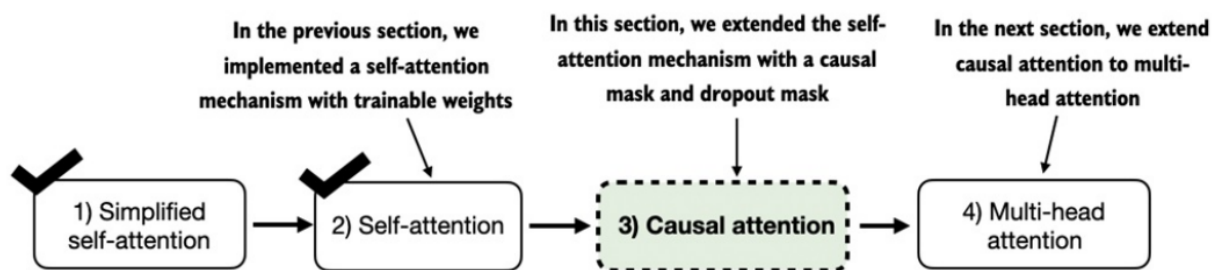 In the previous section, we
implemented a self-attention
mechanism with trainable weights
In this section, we extended the self-
attention mechanism with a causal
mask and dropout mask
In the next section, we extend
causal attention to multi-
head attention
1) Simplified
self-attention
2) Self-attention
3) Causal attention
4) Multi-head
attention